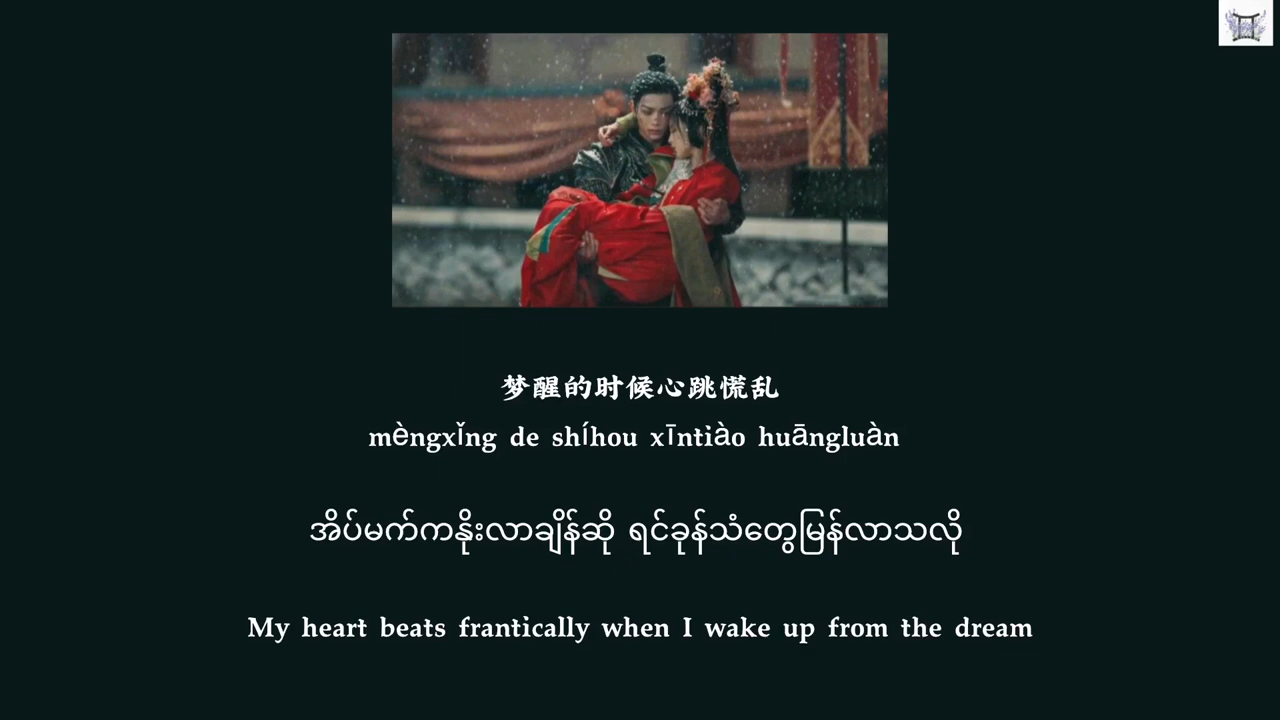 梦醒的时候心跳慌乱
mèngxǐng de shíhou xīntiào huāngluàn
အိပ်မက်ကနိုးလာချိန်ဆို ရင်ခုန်သံတွေမြန်လာသလို
My heart beats frantically when I wake up from the dream